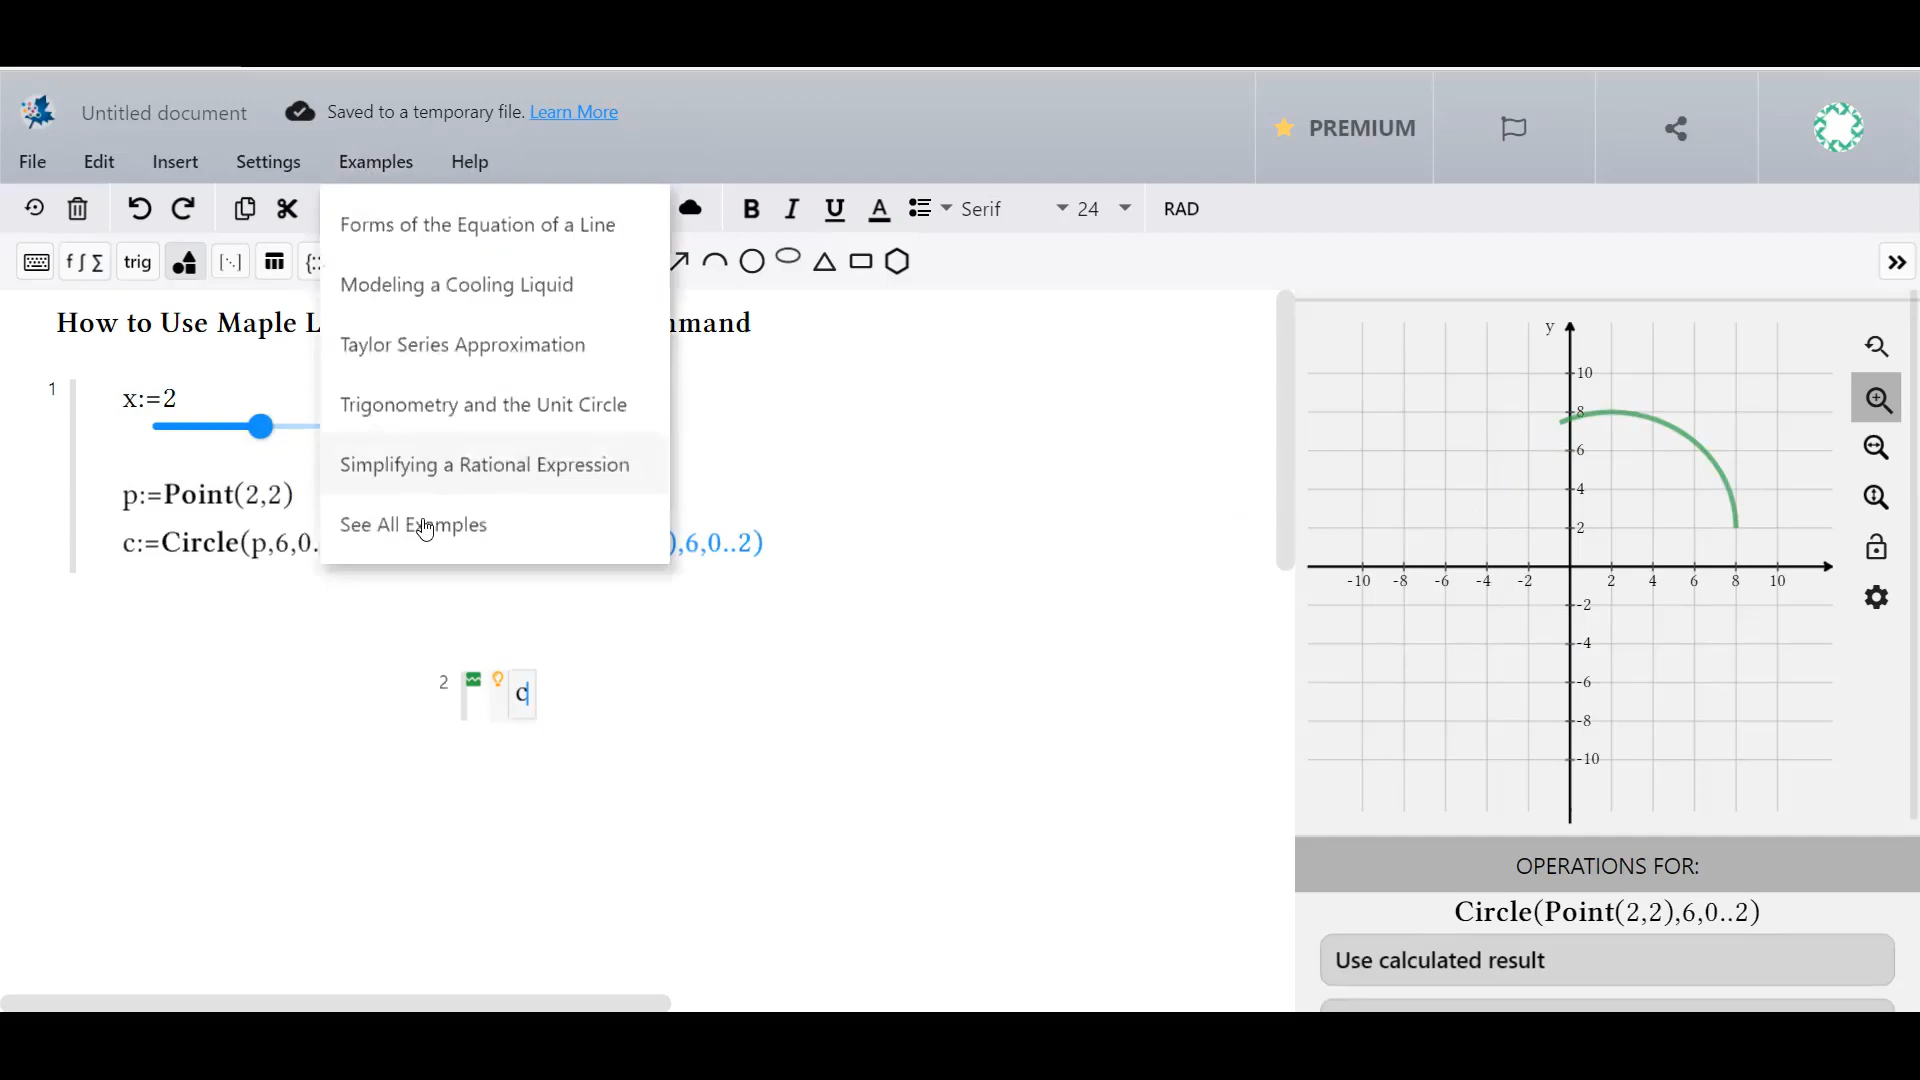 Untitled document
Saved to a temporary file. Learn More
PREMIUM
File Edit Insert Settings Examples Help
B I U A Serif 24 RAD
f ∫ Σ trig
Forms of the Equation of a Line
Modeling a Cooling Liquid
Taylor Series Approximation
Trigonometry and the Unit Circle
Simplifying a Rational Expression
See All Examples
How to Use Maple L mmand
1
x:=2
p:=Point(2,2)
c:=Circle(p,6,0. ),6,0..2)
2 c
y
10
8
6
4
2
-10 -8 -6 -4 -2 2 4 6 8 10
-2
-4
-6
-8
-10
OPERATIONS FOR:
Circle(Point(2,2),6,0..2)
Use calculated result